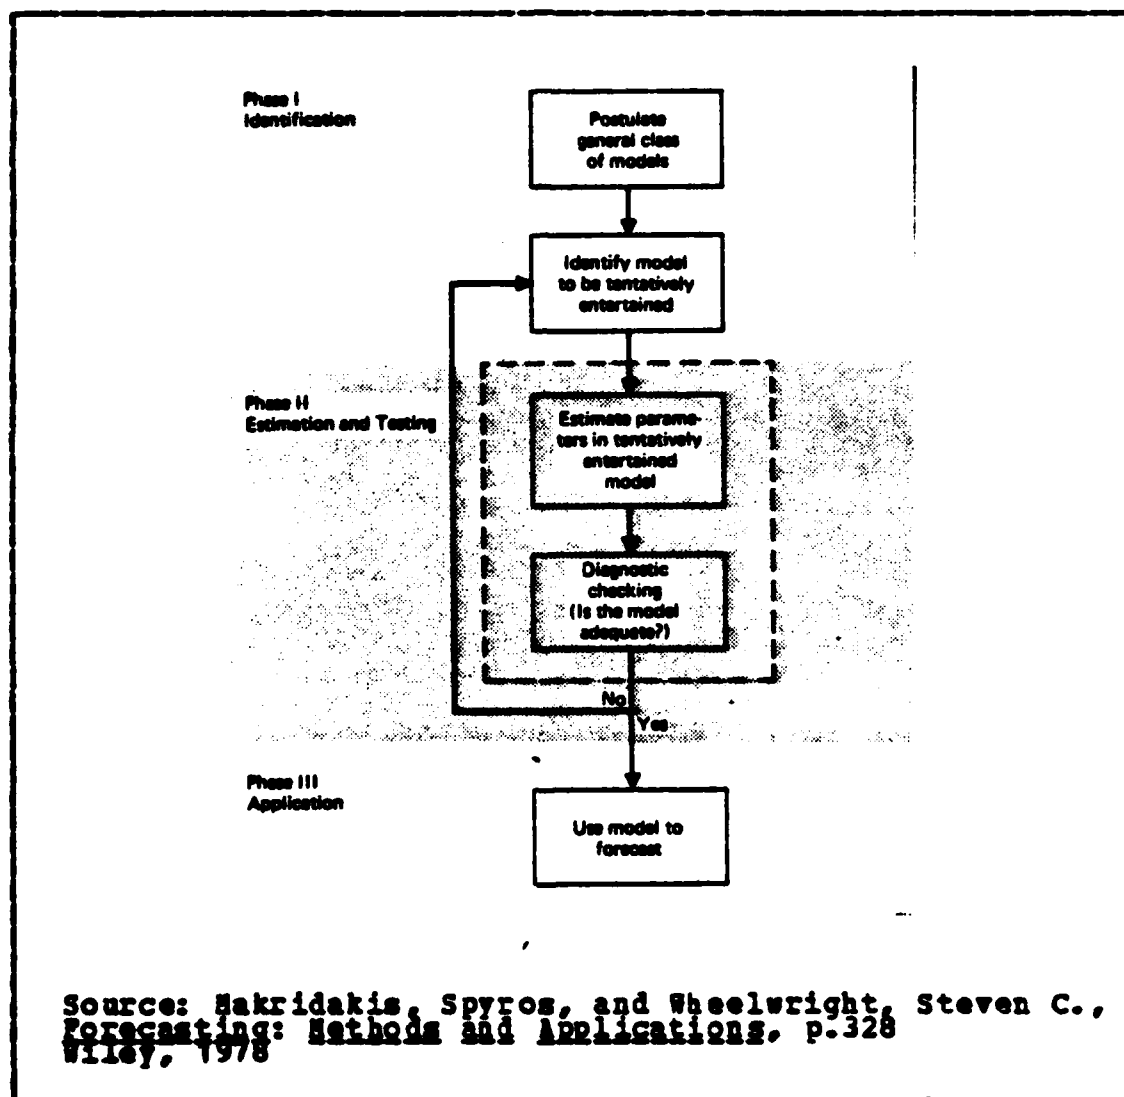 Phase I
Identification
Postulate
general class
of models
Identify model
to be tentatively
entertained
Phase II
Estimation and Testing
Estimate parame-
ters in tentatively
entertained
model
Diagnostic
checking
(Is the model
adequate?)
No
Yes
Phase III
Application
Use model to
forecast
Source: Makridakis, Spyros, and Wheelwright, Steven C.,
Forecasting: Methods and Applications, p.328
Wiley, 1978